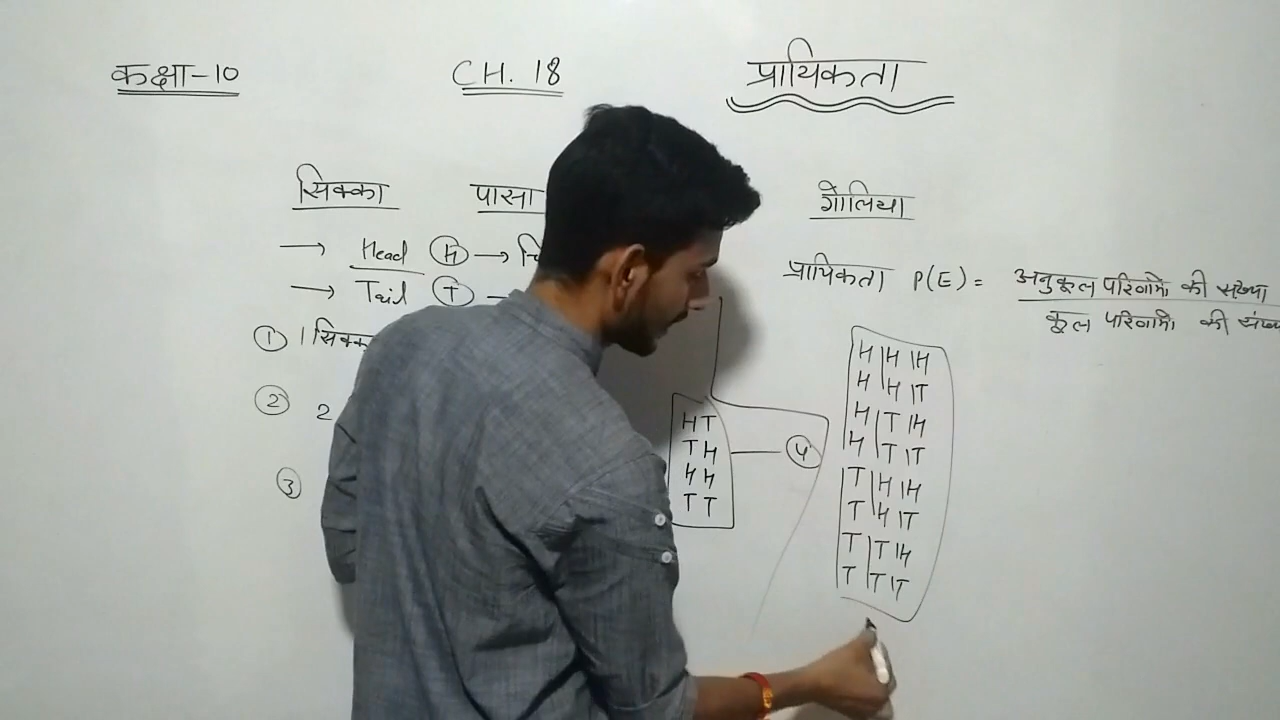 कक्षा-10 CH. 18 प्रायिकता
सिक्का पासा गोलिया
→ Head (H) →
→ Tail (T) –
प्रायिकता P(E) = अनुकूल परिणामो की संख्या
कूल परिणामो की संख्या
① 1 सिक्क
② 2
③
HT
TH
HH
TT
④
H|H|H
H|H|T
H|T|H
H|T|T
T|H|H
T|H|T
T|T|H
T|T|T